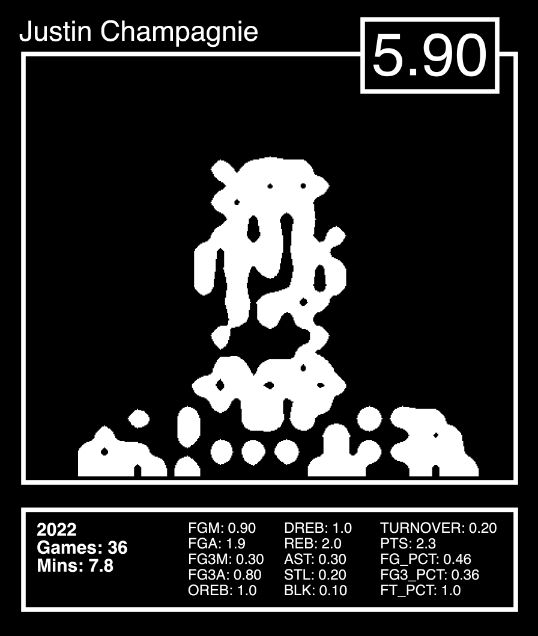 Justin Champagnie
5.90
2022
Games: 36
Mins: 7.8
FGM: 0.90
FGA: 1.9
FG3M: 0.30
FG3A: 0.80
OREB: 1.0
DREB: 1.0
REB: 2.0
AST: 0.30
STL: 0.20
BLK: 0.10
TURNOVER: 0.20
PTS: 2.3
FG_PCT: 0.46
FG3_PCT: 0.36
FT_PCT: 1.0